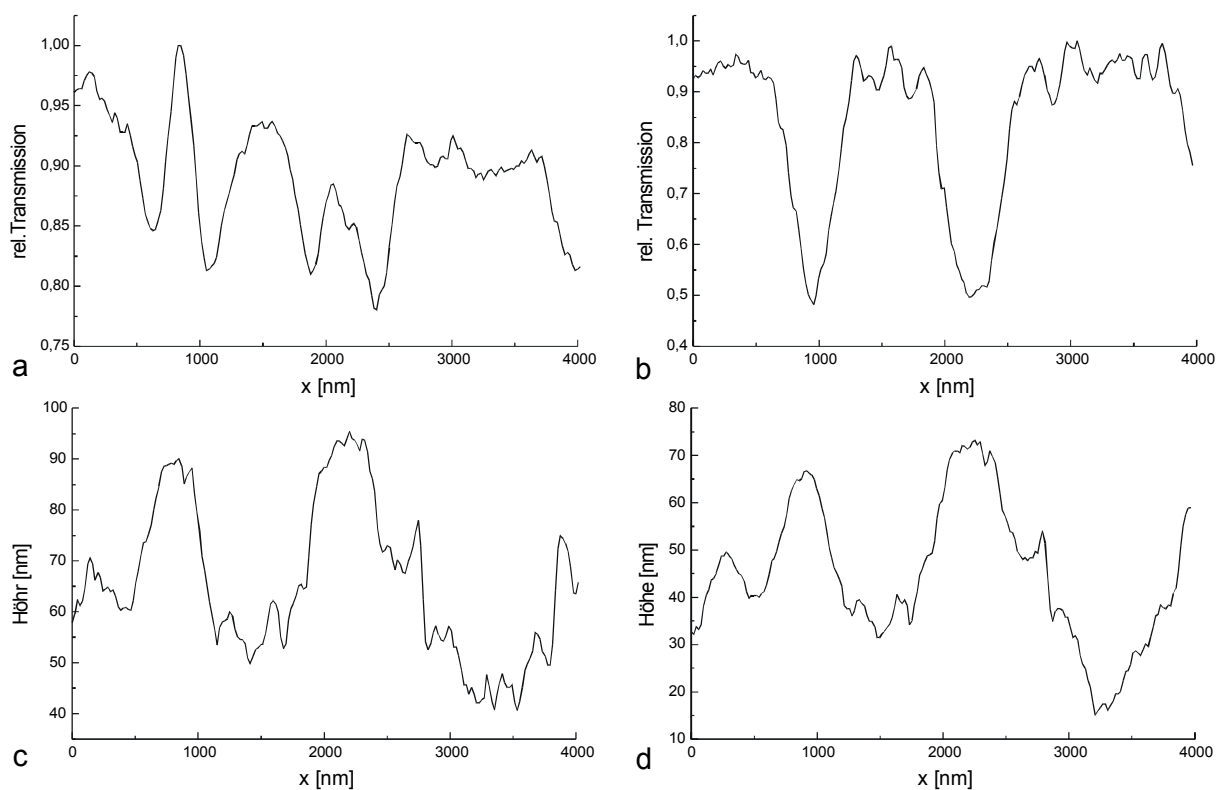 1,00
0,95
0,90
0,85
0,80
0,75
rel.Transmission
0 1000 2000 3000 4000
x [nm]
a
1,0
0,9
0,8
0,7
0,6
0,5
0,4
rel. Transmission
0 1000 2000 3000 4000
x [nm]
b
100
90
80
70
60
50
40
Höhr [nm]
0 1000 2000 3000 4000
x [nm]
c
80
70
60
50
40
30
20
10
Höhe [nm]
0 1000 2000 3000 4000
x [nm]
d